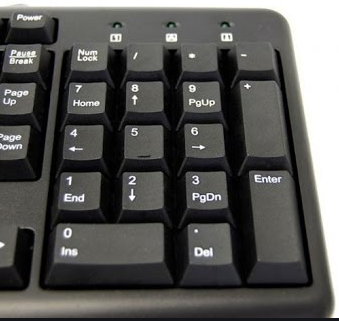 Power
Pause
Break
Num
Lock
/
*
-
Page
Up
7
Home
8
↑
9
PgUp
+
Page
Down
4
←
5
6
→
1
End
2
↓
3
PgDn
Enter
0
Ins
.
Del